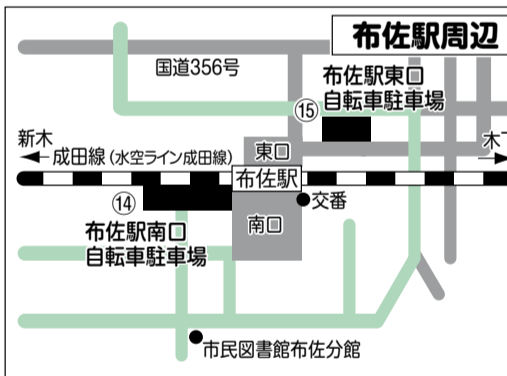 布佐駅周辺
国道356号
布佐駅東口
自転車駐車場
⑮
新木
成田線(水空ライン成田線)
東口
木下
布佐駅
⑭
交番
南口
布佐駅南口
自転車駐車場
市民図書館布佐分館